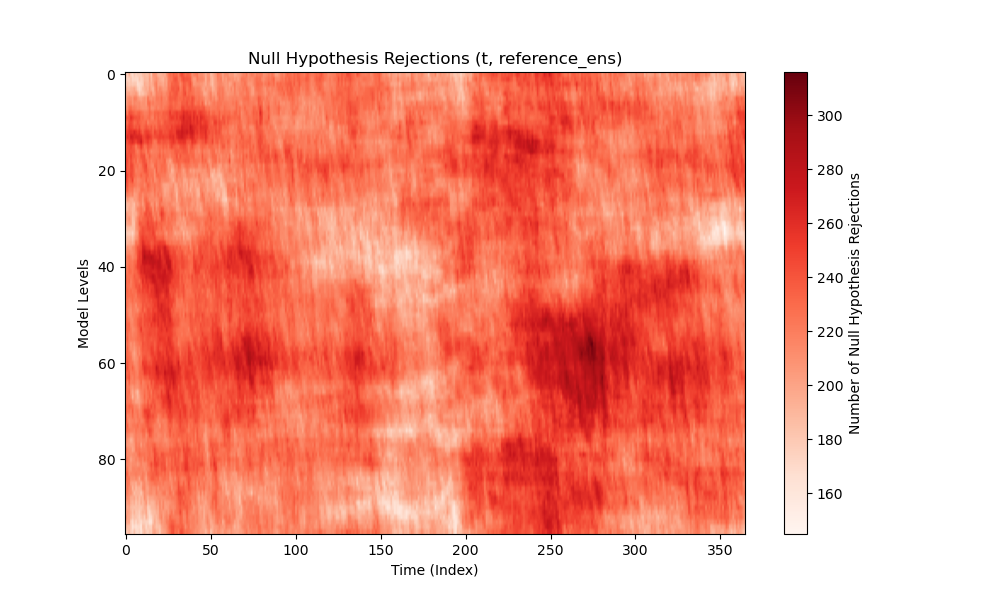 Null Hypothesis Rejections (t, reference_ens)
Model Levels
0
20
40
60
80
0 50 100 150 200 250 300 350
Time (Index)
300
280
260
240
220
200
180
160
Number of Null Hypothesis Rejections